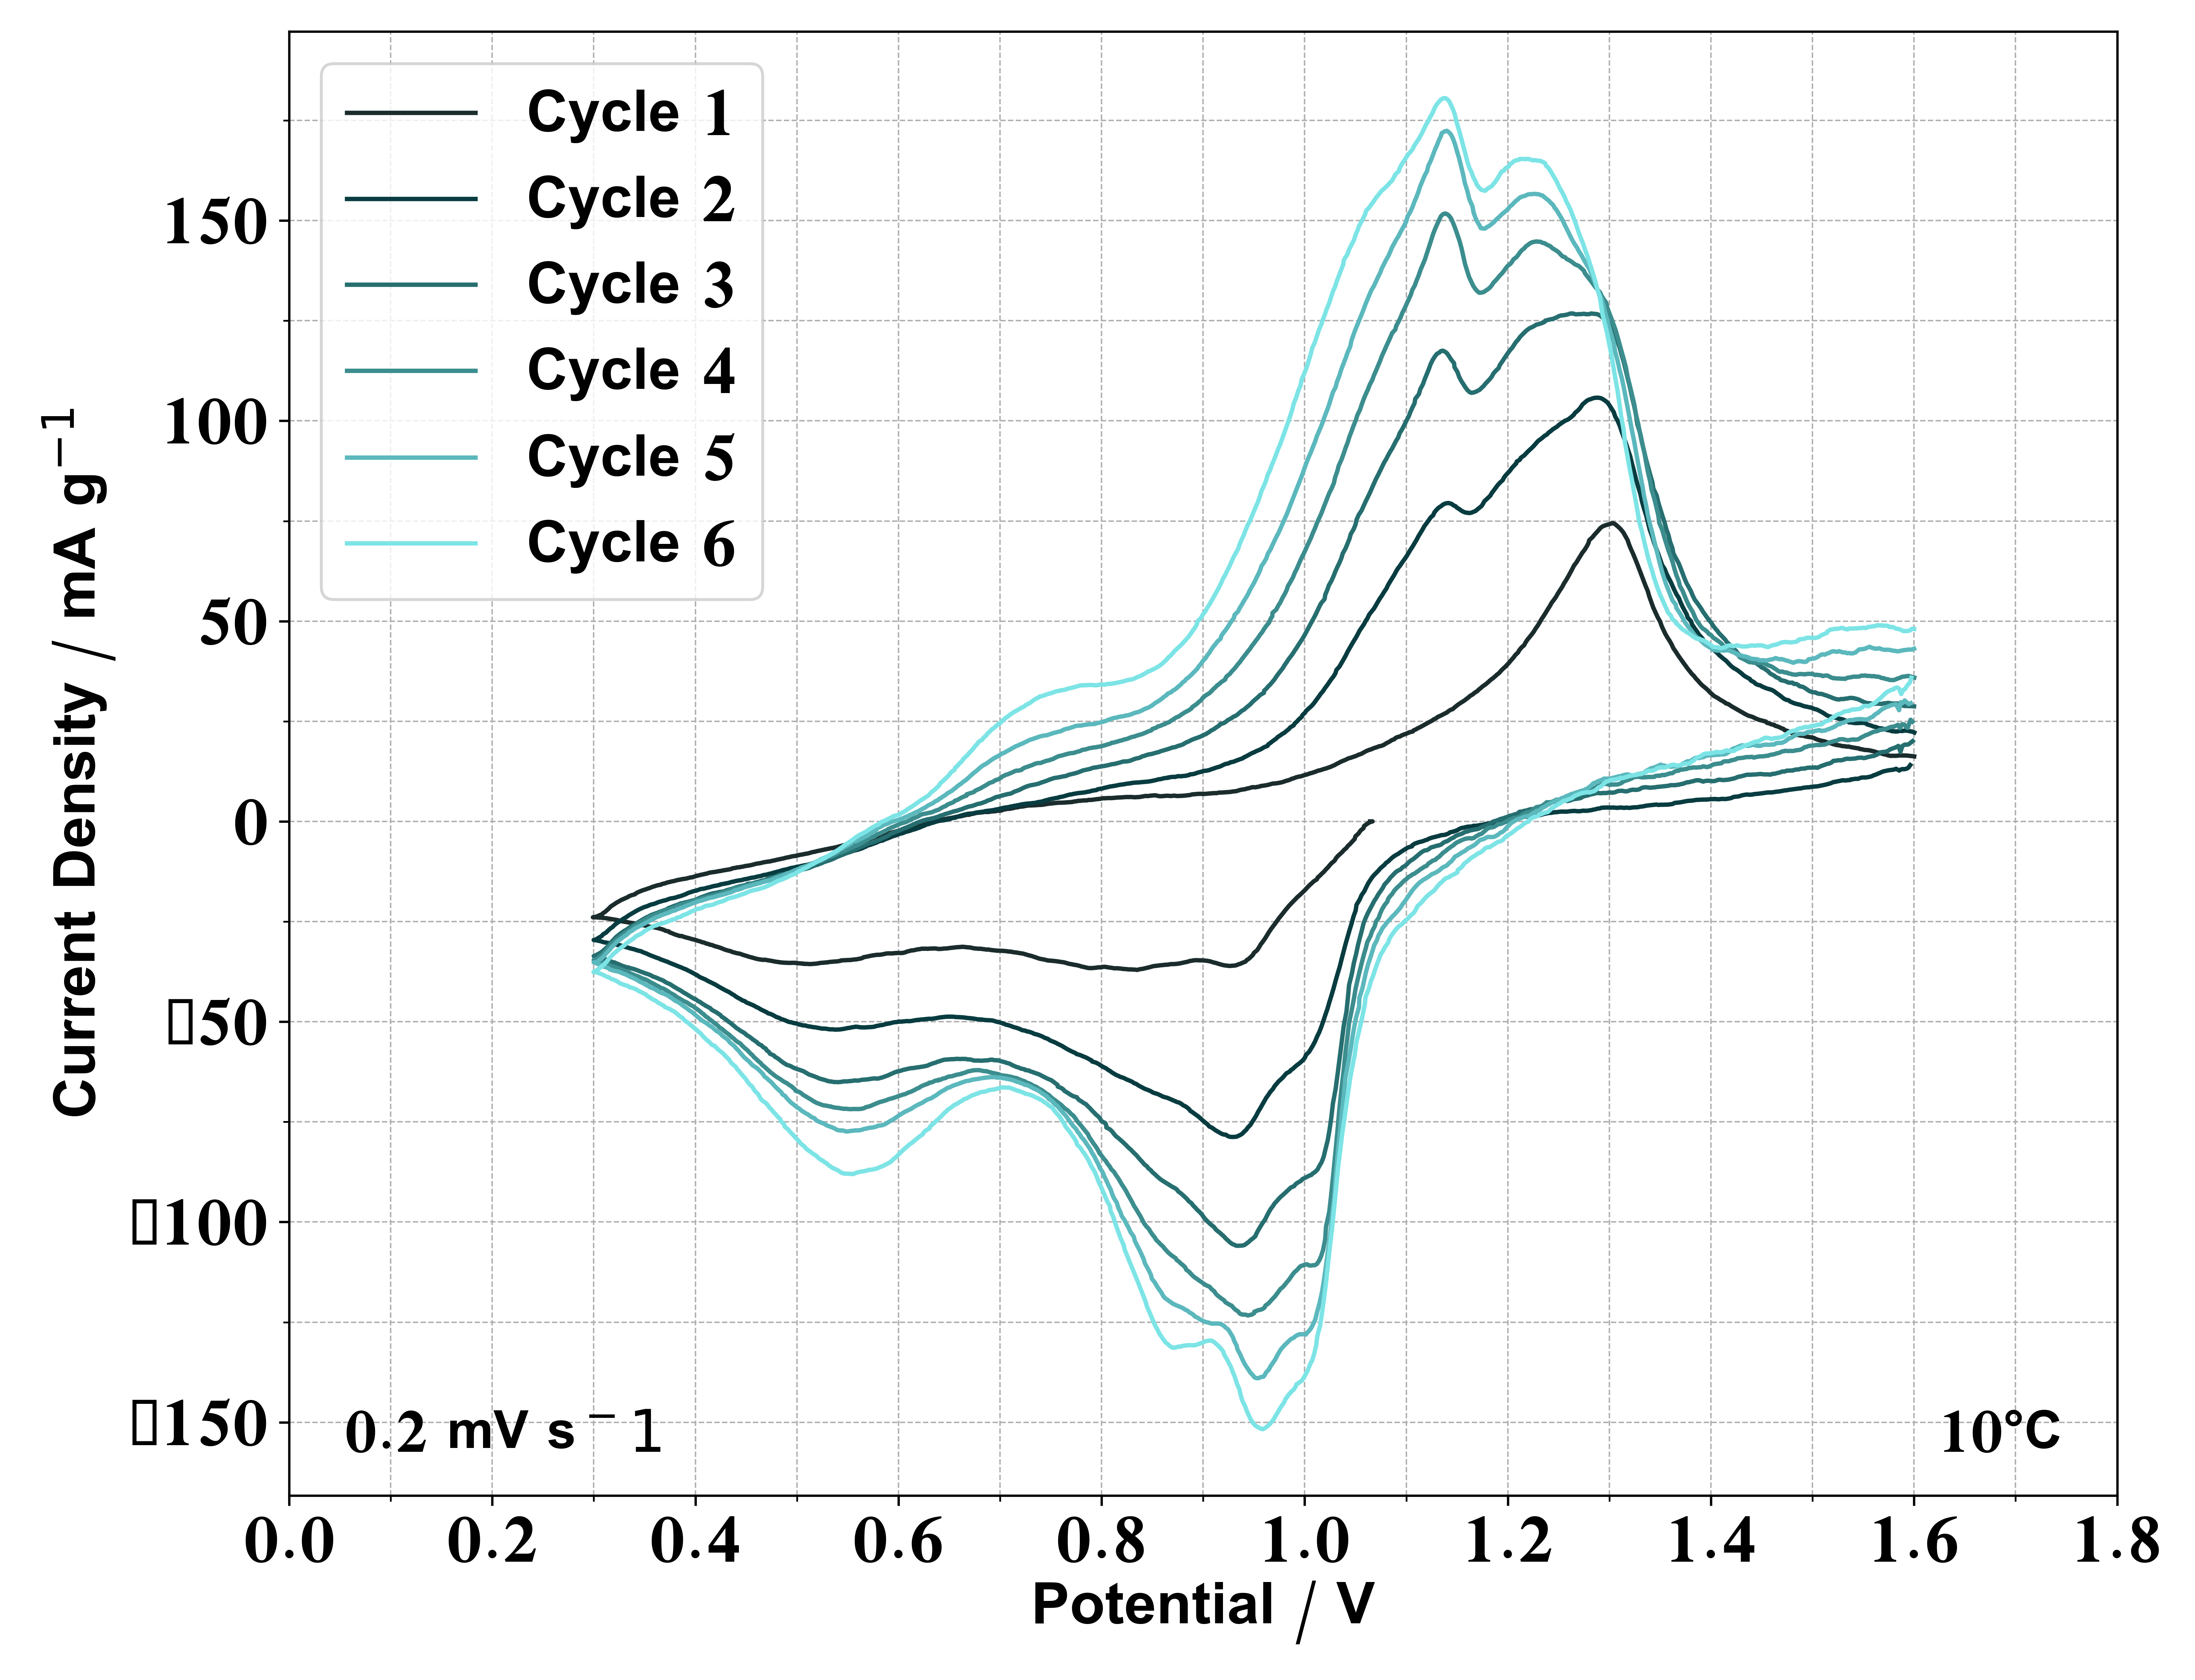 Cycle 1
Cycle 2
Cycle 3
Cycle 4
Cycle 5
Cycle 6
Current Density / mA g⁻¹
150
100
50
0
▯50
▯100
▯150
0.2 mV s⁻¹
10°C
0.0 0.2 0.4 0.6 0.8 1.0 1.2 1.4 1.6 1.8
Potential / V